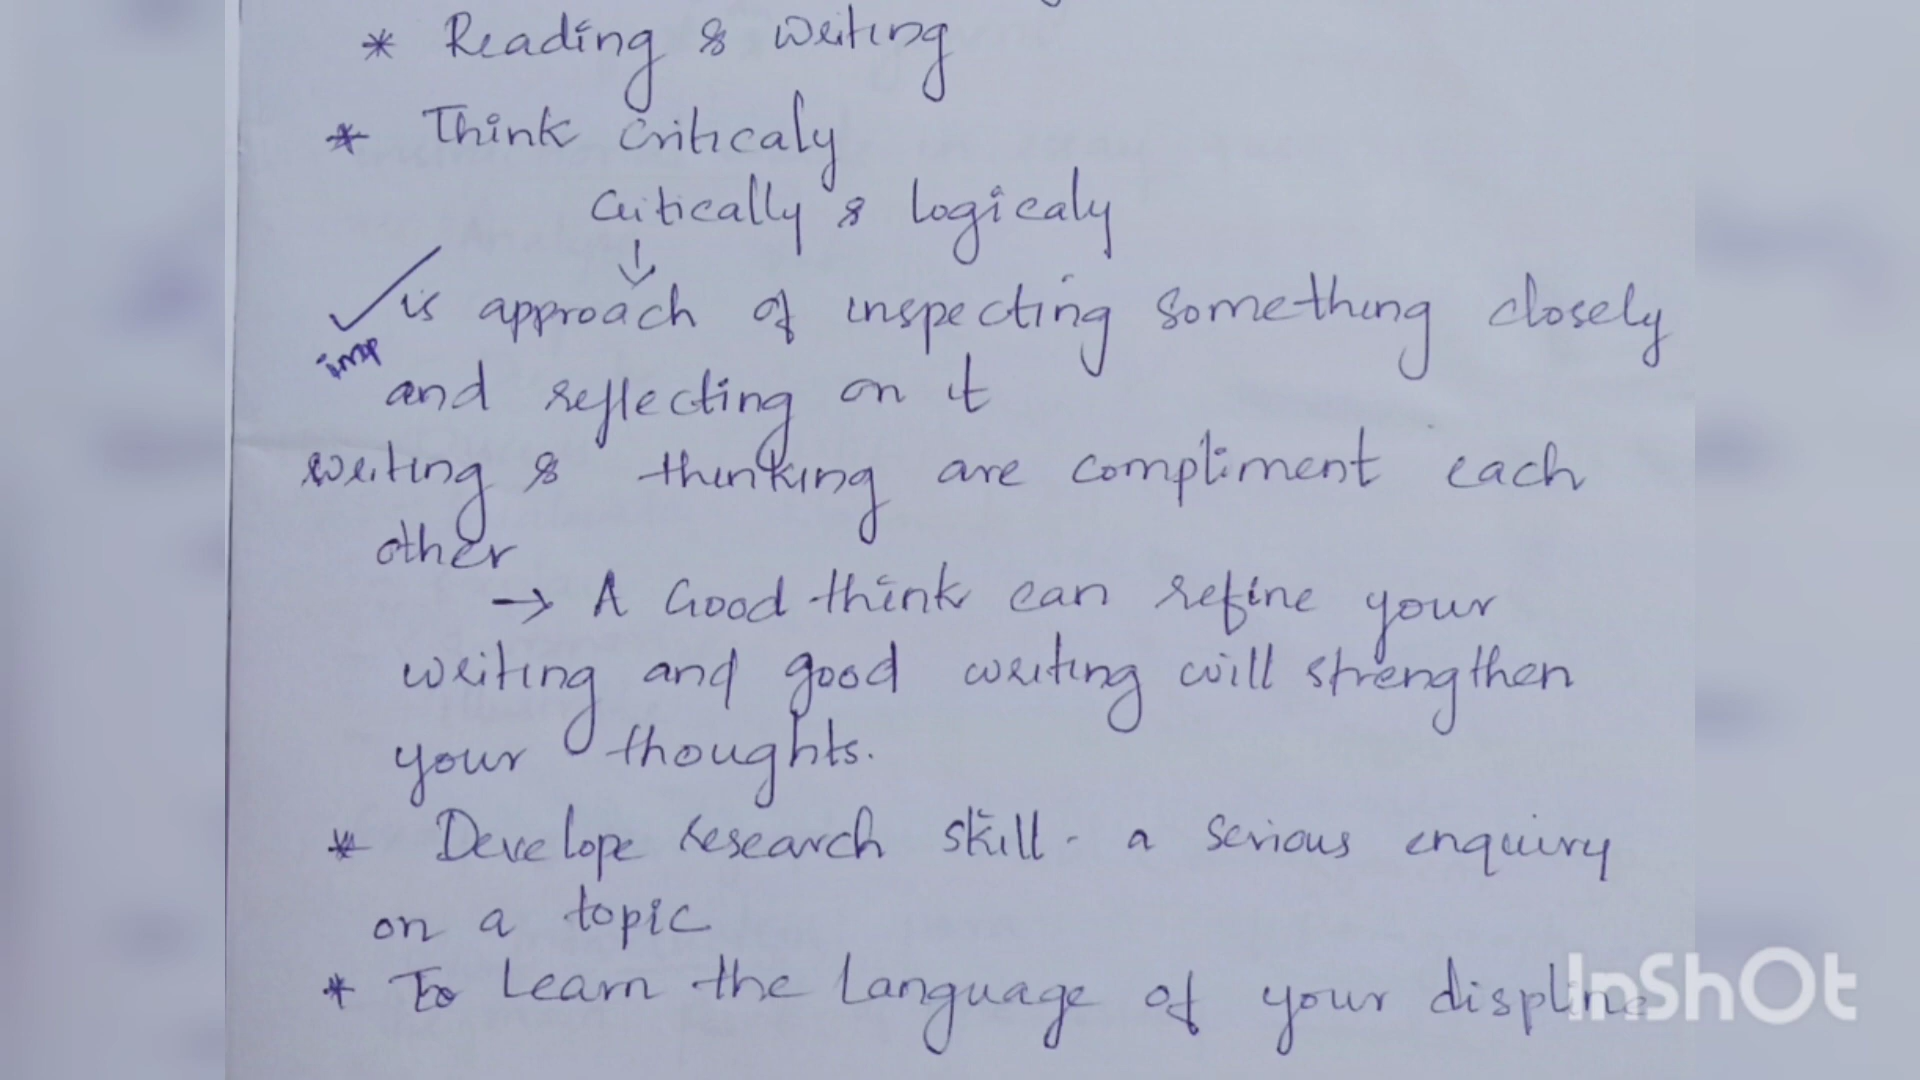 * Reading & writing
* Think criticaly
critically & logicaly
↓
✓ is approach of inspecting something closely
imp
and reflecting on it
writing & thinking are compliment each
other
→ A Good think can refine your
writing and good writing will strengthen
your thoughts.
* Develope research skill - a serious enquiry
on a topic
* To Learn the language of your displine
InShOt